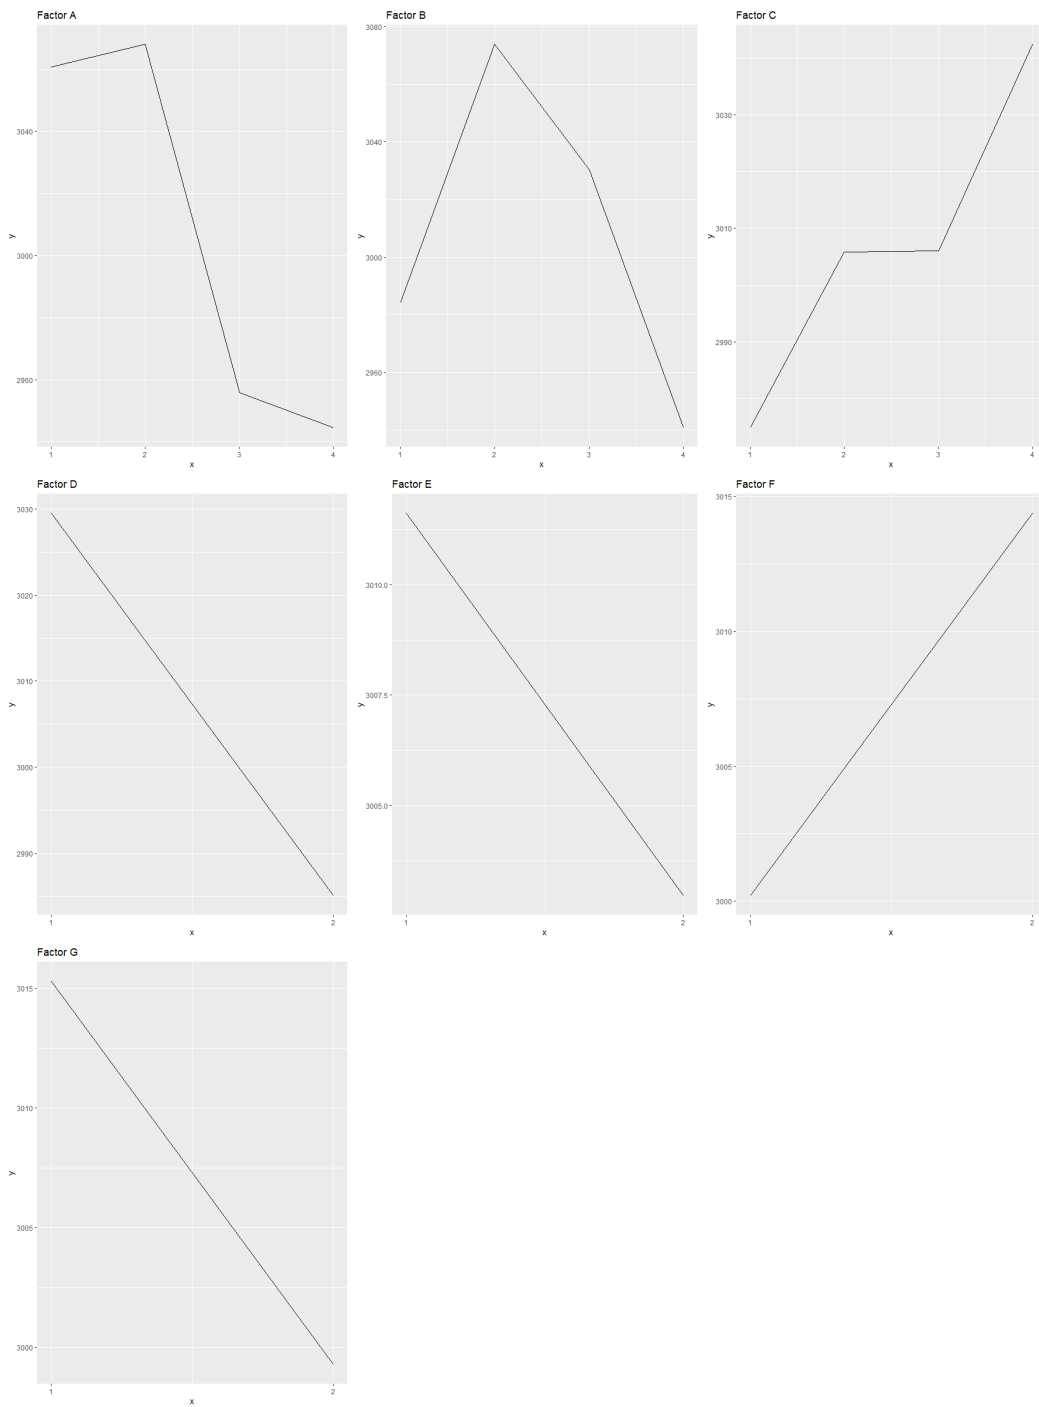 Factor A
y
3040
3000
2960
1 2 3 4
x
Factor B
y
3080
3040
3000
2960
1 2 3 4
x
Factor C
y
3030
3010
2990
1 2 3 4
x
Factor D
y
3030
3020
3010
3000
2990
1 2
x
Factor E
y
3010.0
3007.5
3005.0
1 2
x
Factor F
y
3015
3010
3005
3000
1 2
x
Factor G
y
3015
3010
3005
3000
1 2
x